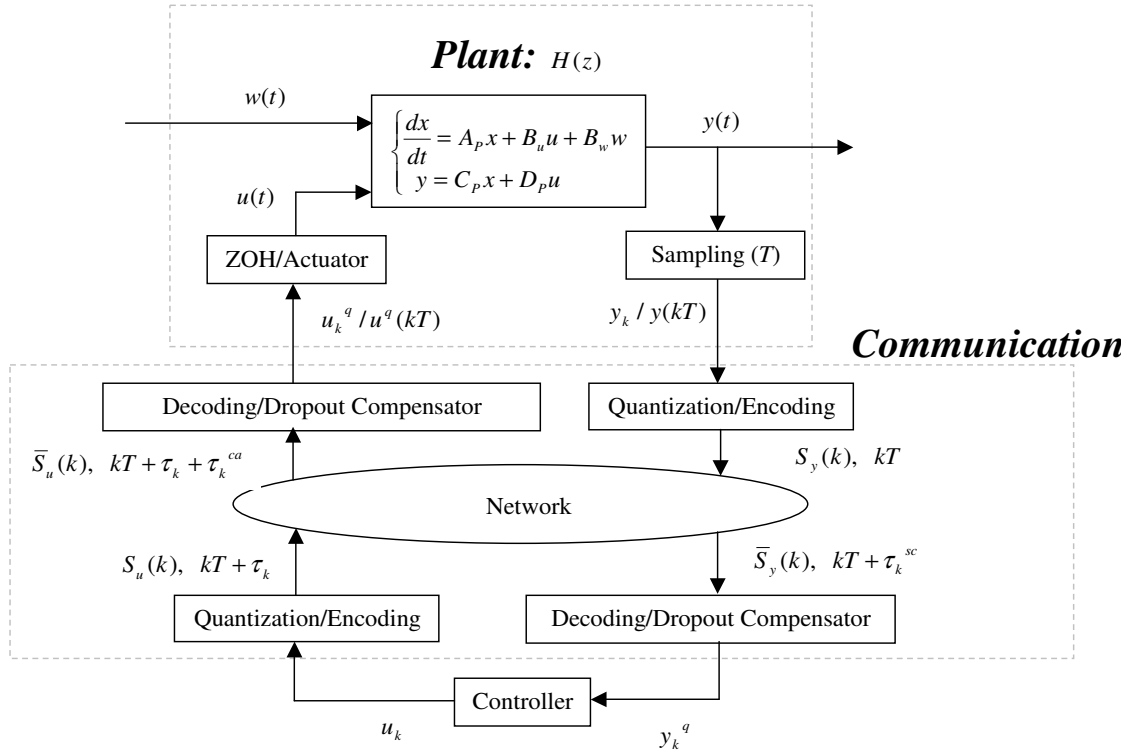 Plant: H(z)
w(t)
dx/dt = A_P x + B_u u + B_w w
y = C_P x + D_P u
y(t)
u(t)
ZOH/Actuator
Sampling (T)
u_k^q / u^q(kT)
y_k / y(kT)
Communication
Decoding/Dropout Compensator
Quantization/Encoding
S̄_u(k), kT + τ_k + τ_k^ca
S_y(k), kT
Network
S_u(k), kT + τ_k
S̄_y(k), kT + τ_k^sc
Quantization/Encoding
Decoding/Dropout Compensator
Controller
u_k
y_k^q